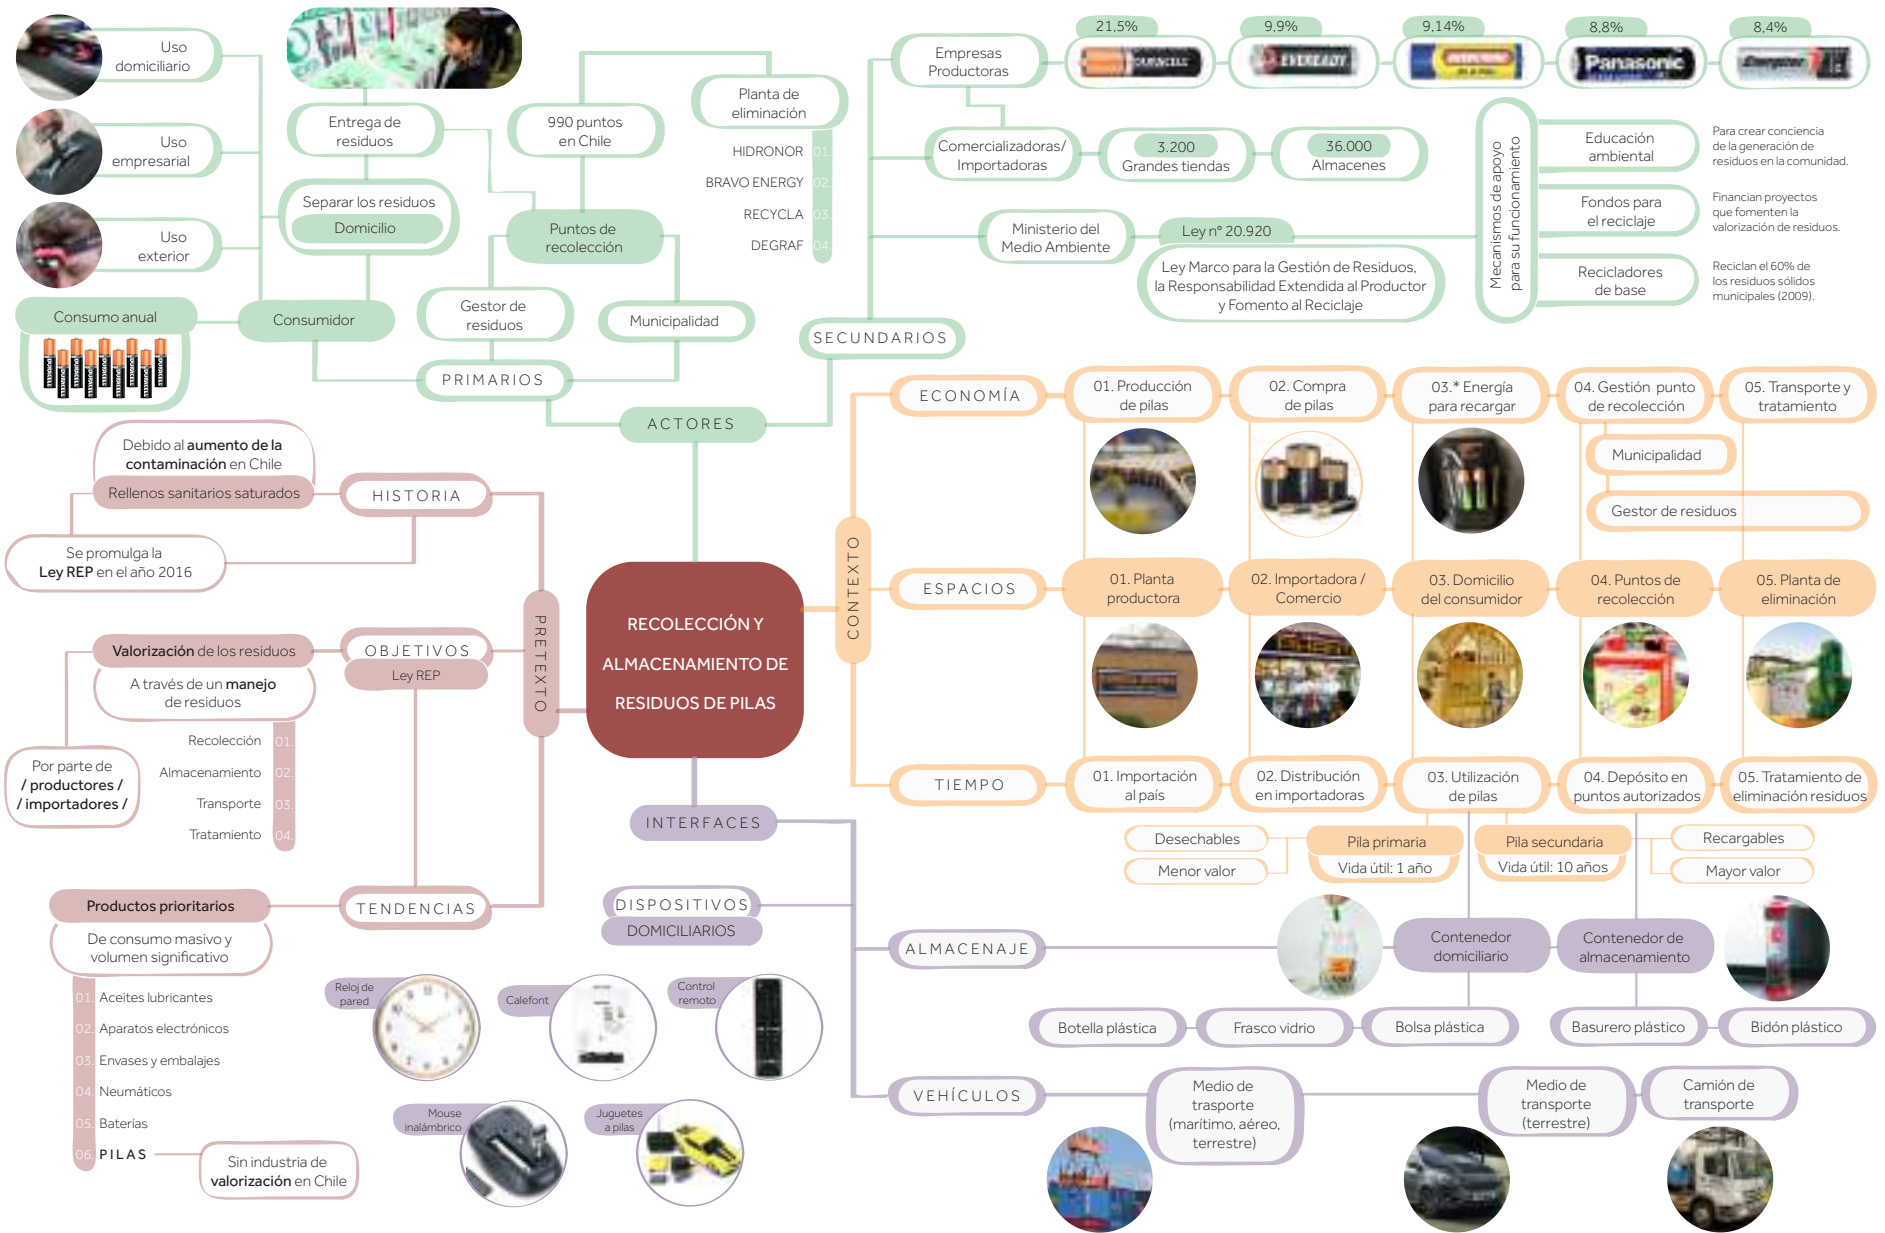 Uso
domiciliario
Uso
empresarial
Uso
exterior
Entrega de
residuos
Separar los residuos
Domicilio
Consumo anual
Consumidor
990 puntos
en Chile
Puntos de
recolección
Gestor de
residuos
Municipalidad
PRIMARIOS
Planta de
eliminación
HIDRONOR 01.
BRAVO ENERGY 02.
RECYCLA 03.
DEGRAF 04.
SECUNDARIOS
ACTORES
Empresas
Productoras
21,5%
DURACELL
9,9%
EVEREADY
9,14%
8,8%
Panasonic
8,4%
Energizer
Comercializadoras/
Importadoras
3.200
Grandes tiendas
36.000
Almacenes
Ministerio del
Medio Ambiente
Ley nº 20.920
Ley Marco para la Gestión de Residuos,
la Responsabilidad Extendida al Productor
y Fomento al Reciclaje
Mecanismos de apoyo
para su funcionamiento
Educación
ambiental
Para crear conciencia
de la generación de
residuos en la comunidad.
Fondos para
el reciclaje
Financian proyectos
que fomenten la
valorización de residuos.
Recicladores
de base
Reciclan el 60% de
los residuos sólidos
municipales (2009).
Debido al aumento de la
contaminación en Chile
Rellenos sanitarios saturados
HISTORIA
Se promulga la
Ley REP en el año 2016
Valorización de los residuos
A través de un manejo
de residuos
OBJETIVOS
Ley REP
Recolección 01.
Almacenamiento 02.
Transporte 03.
Tratamiento 04.
Por parte de
/ productores /
/ importadores /
PRETEXTO
Productos prioritarios
De consumo masivo y
volumen significativo
TENDENCIAS
01. Aceites lubricantes
02. Aparatos electrónicos
03. Envases y embalajes
04. Neumáticos
05. Baterías
06. PILAS
Sin industria de
valorización en Chile
RECOLECCIÓN Y
ALMACENAMIENTO DE
RESIDUOS DE PILAS
CONTEXTO
ECONOMÍA
01. Producción
de pilas
02. Compra
de pilas
03.* Energía
para recargar
04. Gestión punto
de recolección
05. Transporte y
tratamiento
Municipalidad
Gestor de residuos
ESPACIOS
01. Planta
productora
02. Importadora /
Comercio
03. Domicilio
del consumidor
04. Puntos de
recolección
05. Planta de
eliminación
TIEMPO
01. Importación
al país
02. Distribución
en importadoras
03. Utilización
de pilas
04. Depósito en
puntos autorizados
05. Tratamiento de
eliminación residuos
Desechables
Menor valor
Pila primaria
Vida útil: 1 año
Pila secundaria
Vida útil: 10 años
Recargables
Mayor valor
INTERFACES
DISPOSITIVOS
DOMICILIARIOS
Reloj de
pared
Calefont
Control
remoto
Mouse
inalámbrico
Juguetes
a pilas
ALMACENAJE
Contenedor
domiciliario
Contenedor de
almacenamiento
Botella plástica
Frasco vidrio
Bolsa plástica
Basurero plástico
Bidón plástico
VEHÍCULOS
Medio de
trasporte
(marítimo, aéreo,
terrestre)
Medio de
transporte
(terrestre)
Camión de
transporte